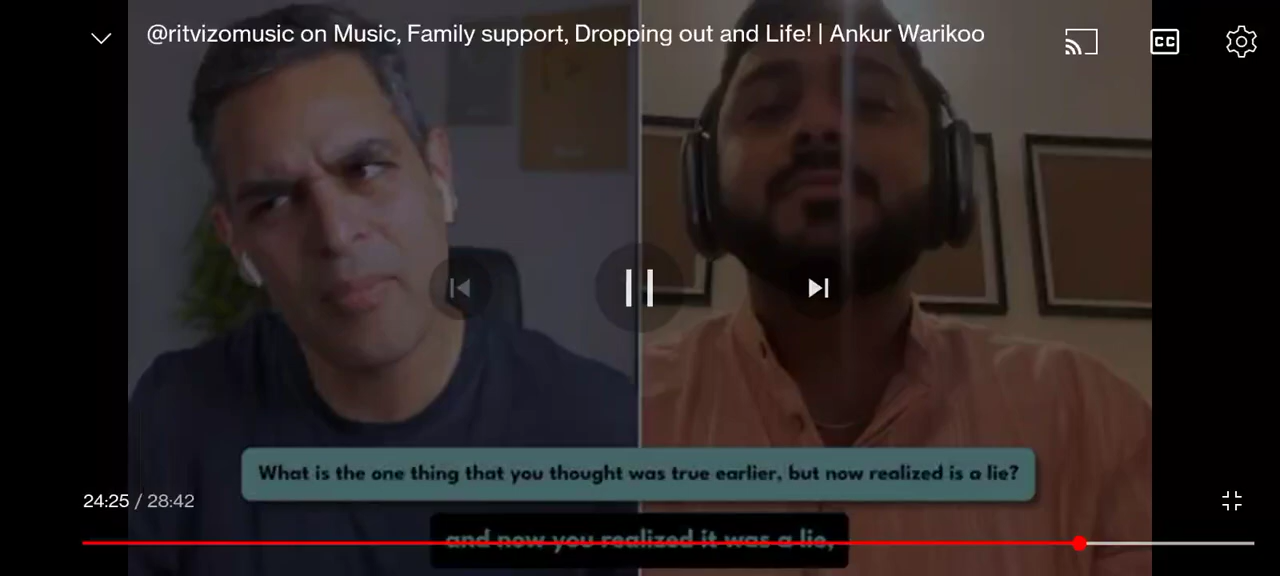 @ritvizomusic on Music, Family support, Dropping out and Life! | Ankur Warikoo
CC
What is the one thing that you thought was true earlier, but now realized is a lie?
24:25 / 28:42
and now you realized it was a lie,